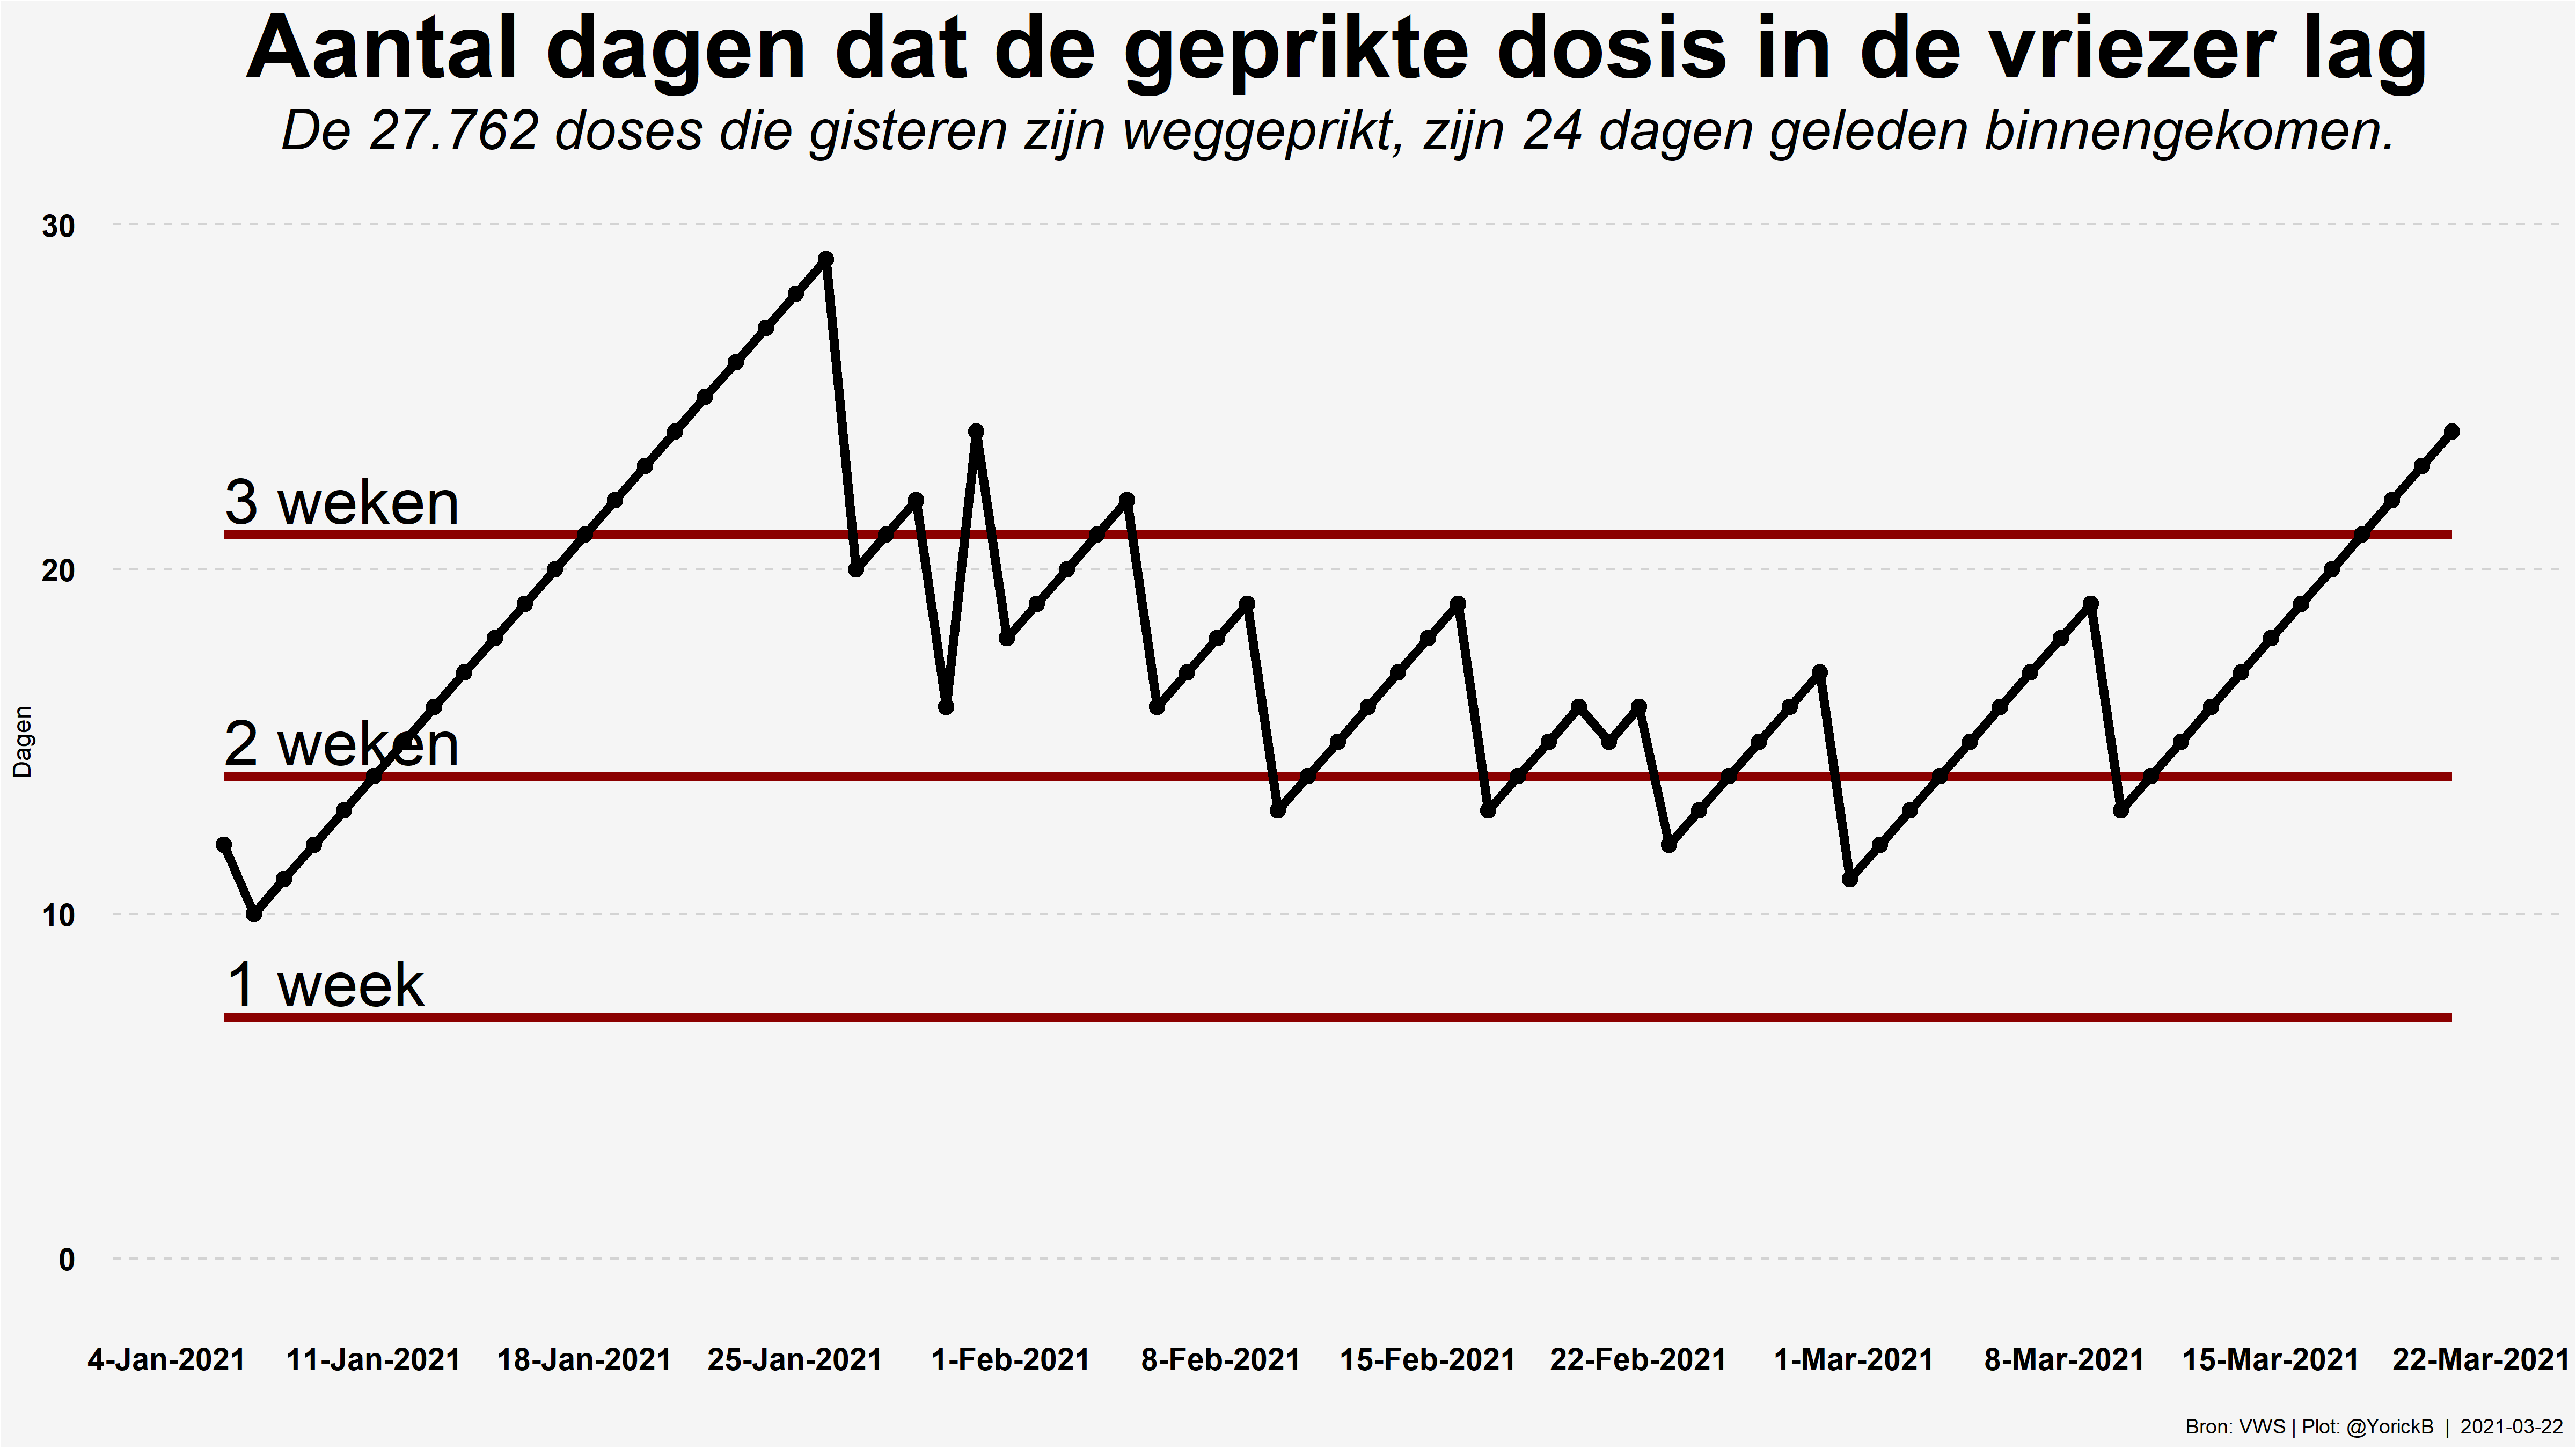 Aantal dagen dat de geprikte dosis in de vriezer lag
De 27.762 doses die gisteren zijn weggeprikt, zijn 24 dagen geleden binnengekomen.
30
3 weken
20
2 weken
Dagen
10
1 week
0
4-Jan-2021 11-Jan-2021 18-Jan-2021 25-Jan-2021 1-Feb-2021 8-Feb-2021 15-Feb-2021 22-Feb-2021 1-Mar-2021 8-Mar-2021 15-Mar-2021 22-Mar-2021
Bron: VWS | Plot: @YorickB | 2021-03-22